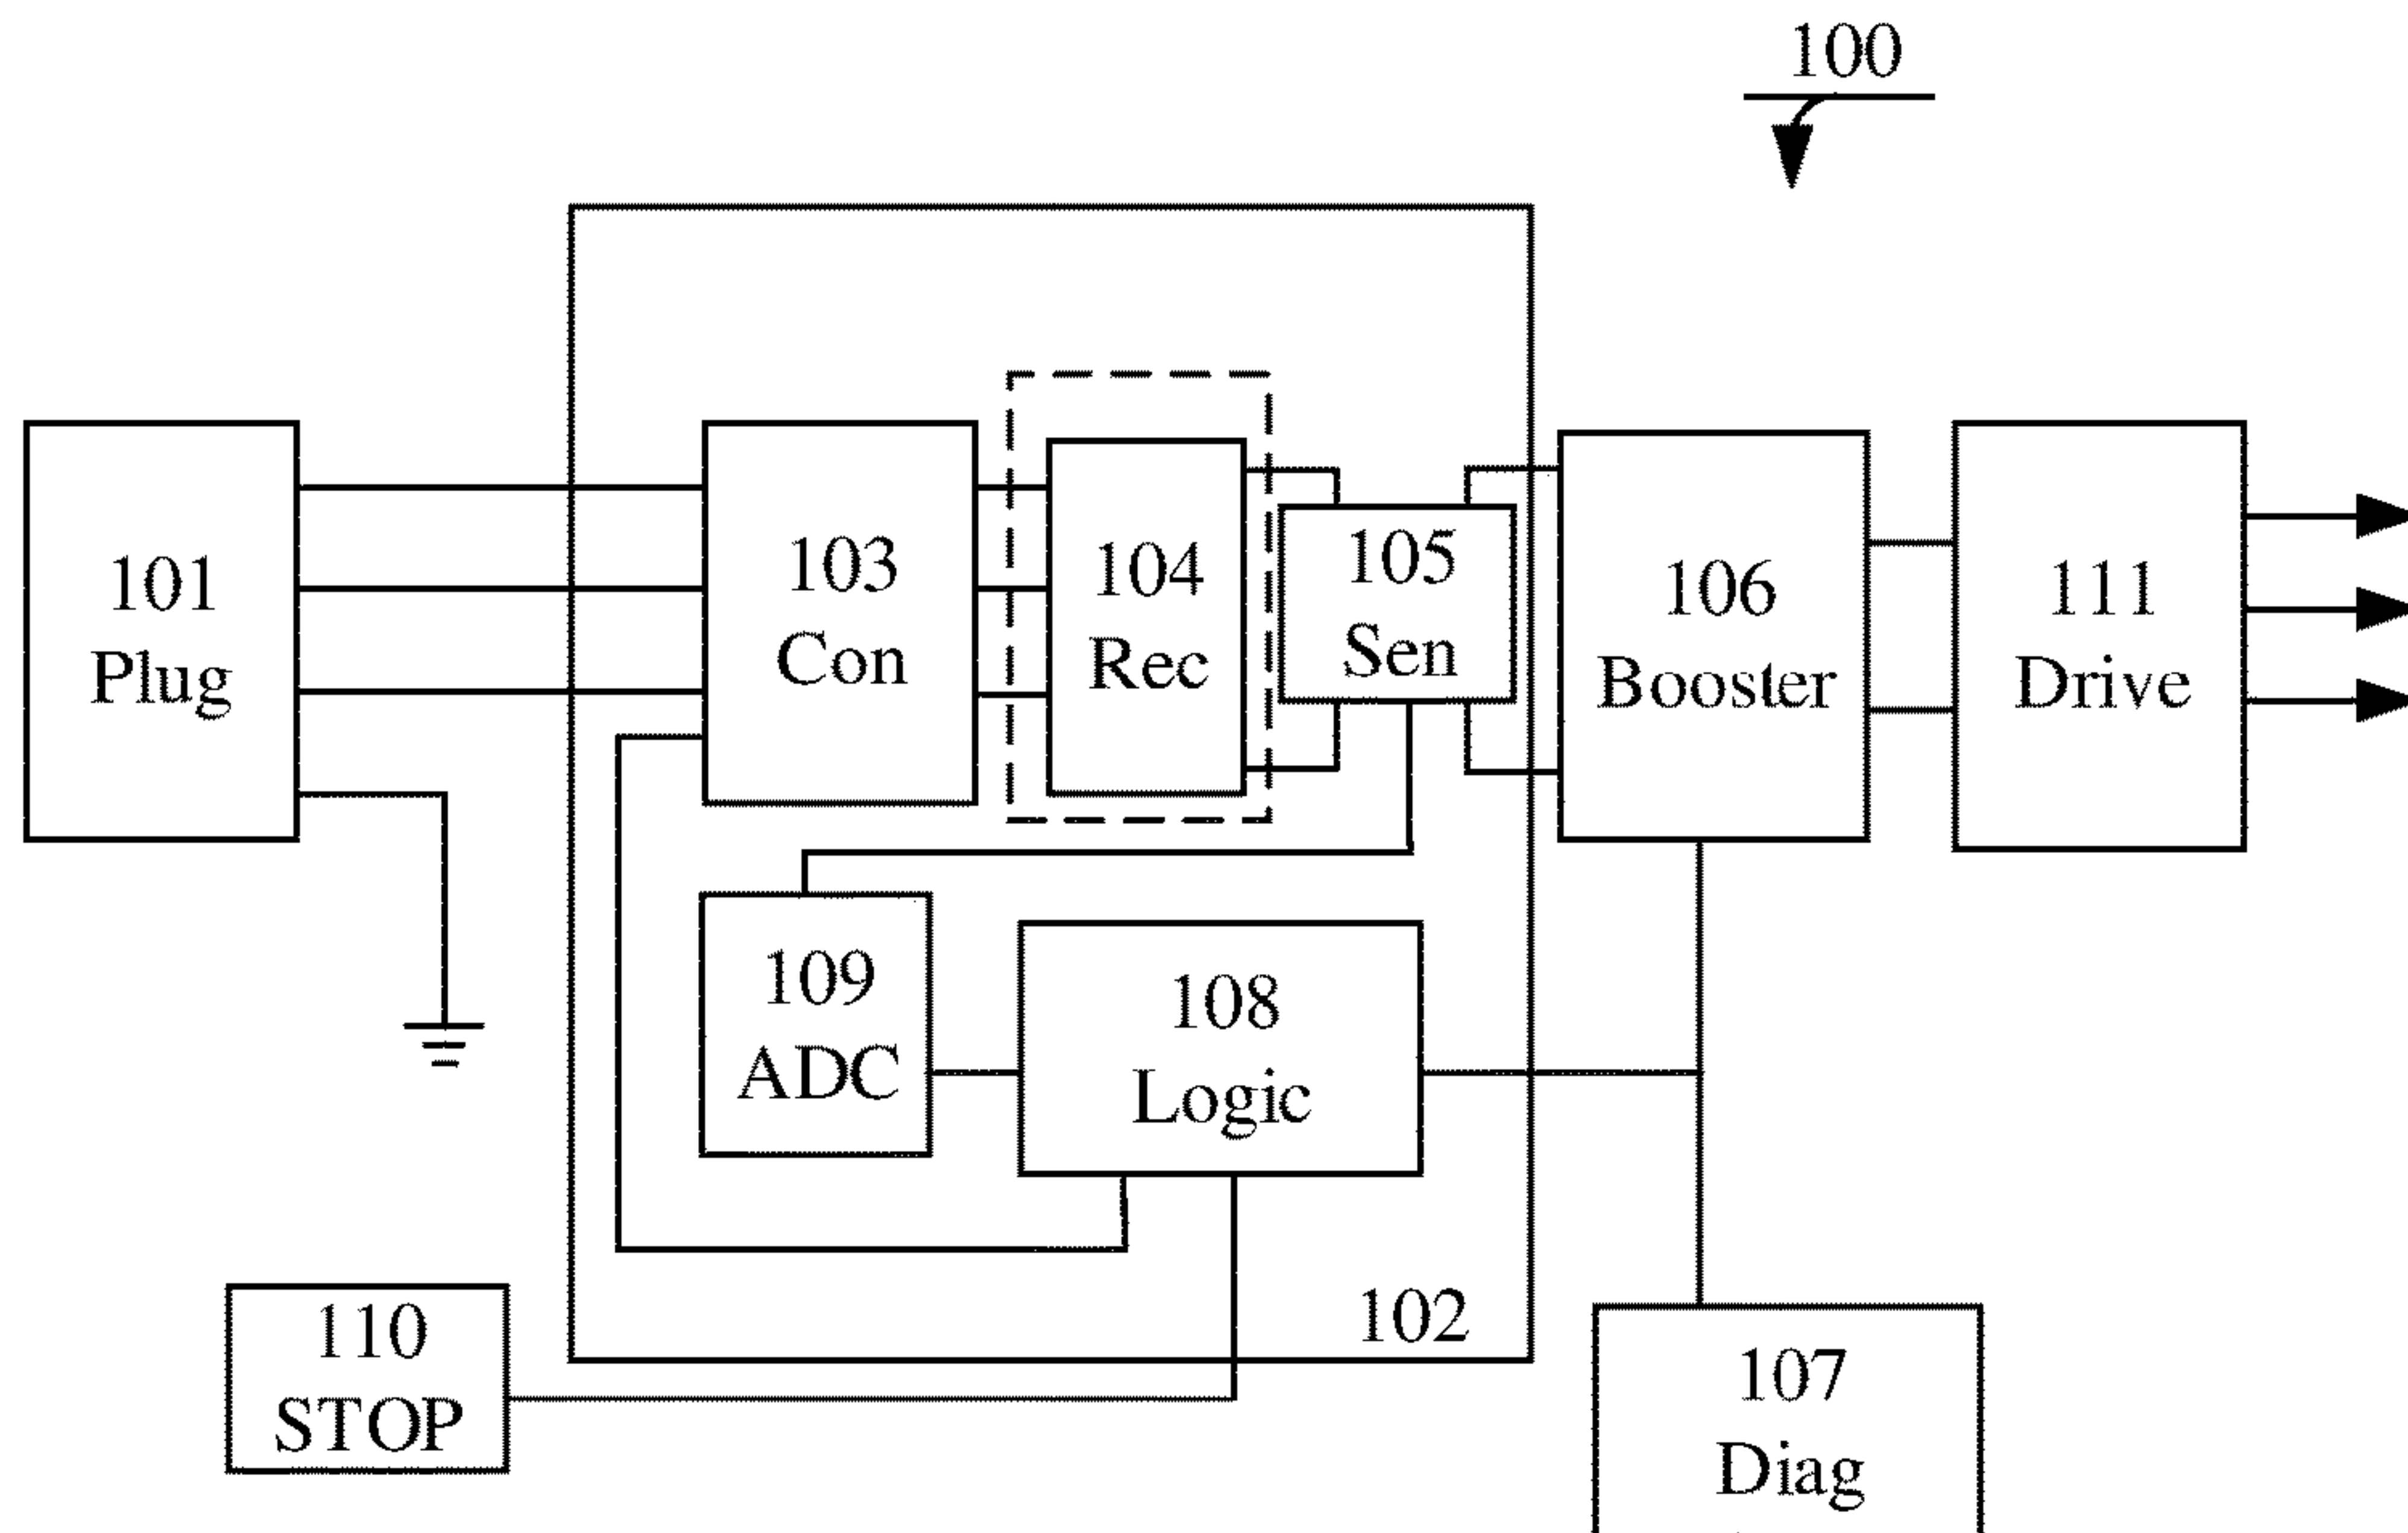 100
101
Plug
103
Con
104
Rec
105
Sen
106
Booster
111
Drive
109
ADC
108
Logic
102
110
STOP
107
Diag